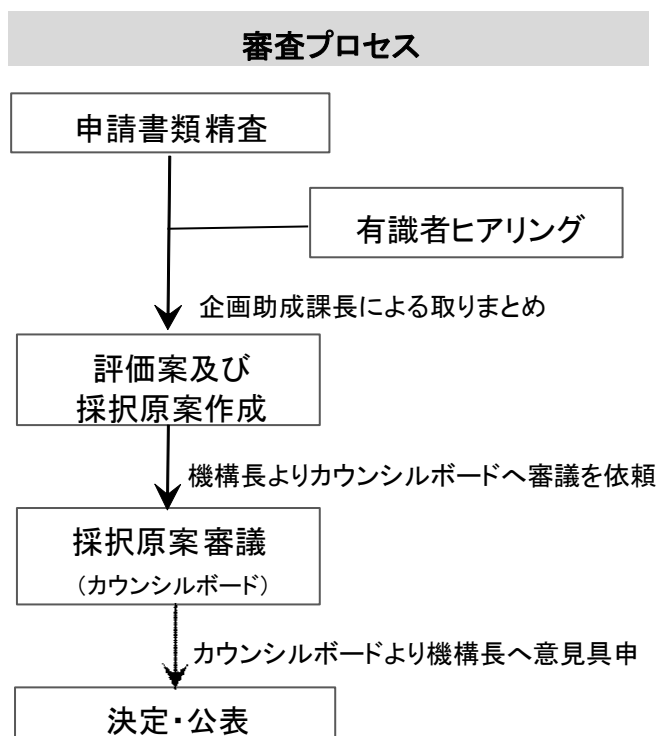 審査プロセス
申請書類精査
有識者ヒアリング
企画助成課長による取りまとめ
評価案及び
採択原案作成
機構長よりカウンシルボードへ審議を依頼
採択原案審議
（カウンシルボード）
カウンシルボードより機構長へ意見具申
決定・公表